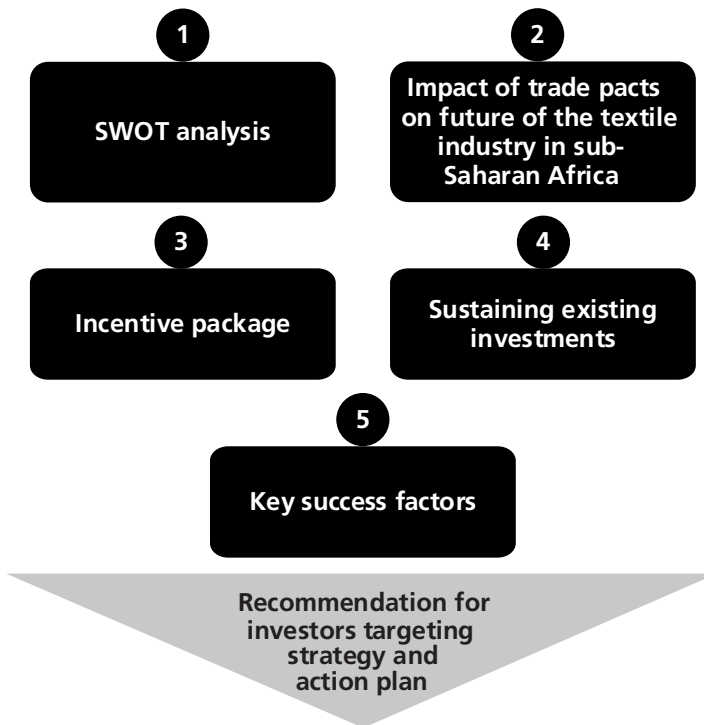 1
SWOT analysis
2
Impact of trade pacts
on future of the textile
industry in sub-
Saharan Africa
3
Incentive package
4
Sustaining existing
investments
5
Key success factors
Recommendation for
investors targeting
strategy and
action plan